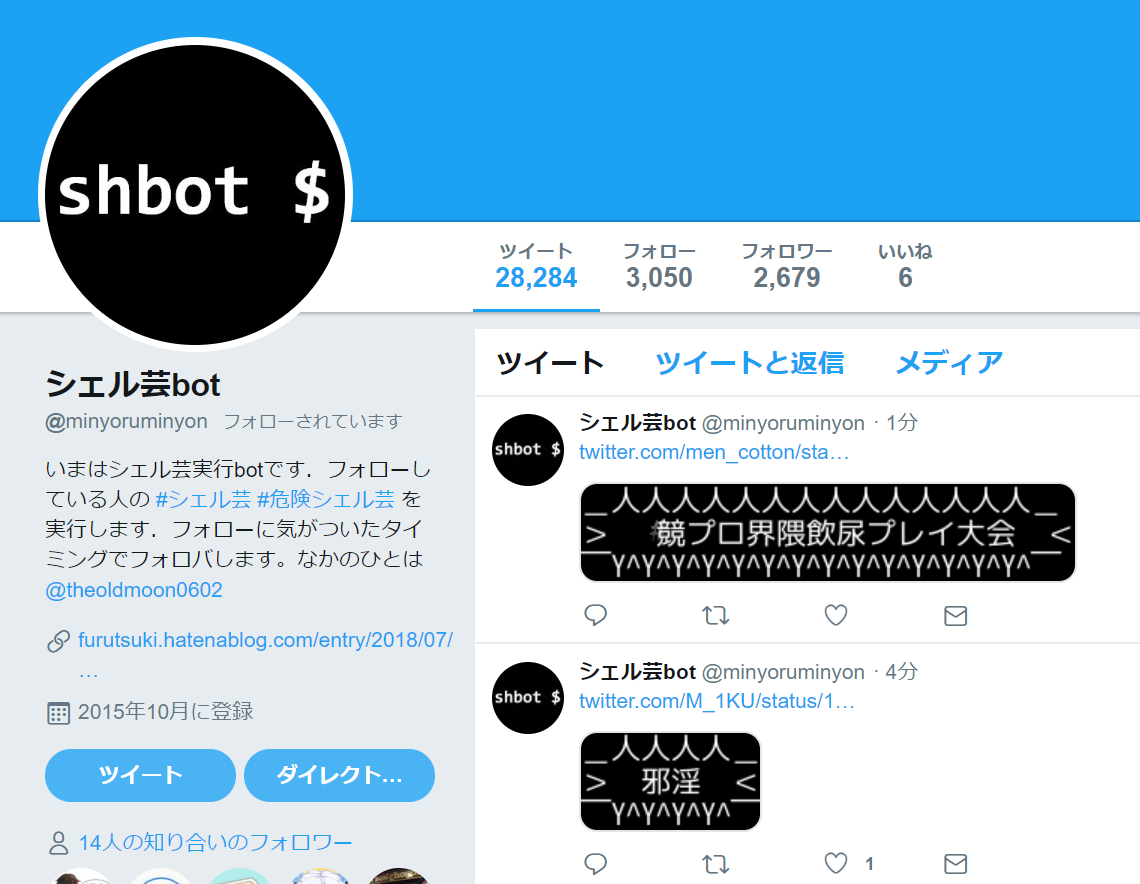 shbot $
ツイート フォロー フォロワー いいね
28,284 3,050 2,679 6
シェル芸bot
@minyoruminyon フォローされています
いまはシェル芸実行botです．フォローし
ている人の #シェル芸 #危険シェル芸 を
実行します．フォローに気がついたタイ
ミングでフォロバします。なかのひとは
@theoldmoon0602
furutsuki.hatenablog.com/entry/2018/07/
…
2015年10月に登録
ツイート ダイレクト…
14人の知り合いのフォロワー
ツイート ツイートと返信 メディア
shbot $
シェル芸bot @minyoruminyon · 1分
twitter.com/men_cotton/sta…
＿人人人人人人人人人人人人人人＿
＞ #競プロ界隈飲尿プレイ大会 ＜
￣Y^Y^Y^Y^Y^Y^Y^Y^Y^Y^Y^Y^Y^Y^￣
shbot $
シェル芸bot @minyoruminyon · 4分
twitter.com/M_1KU/status/1…
＿人人人人＿
＞ 邪淫 ＜
￣Y^Y^Y^Y^￣
1